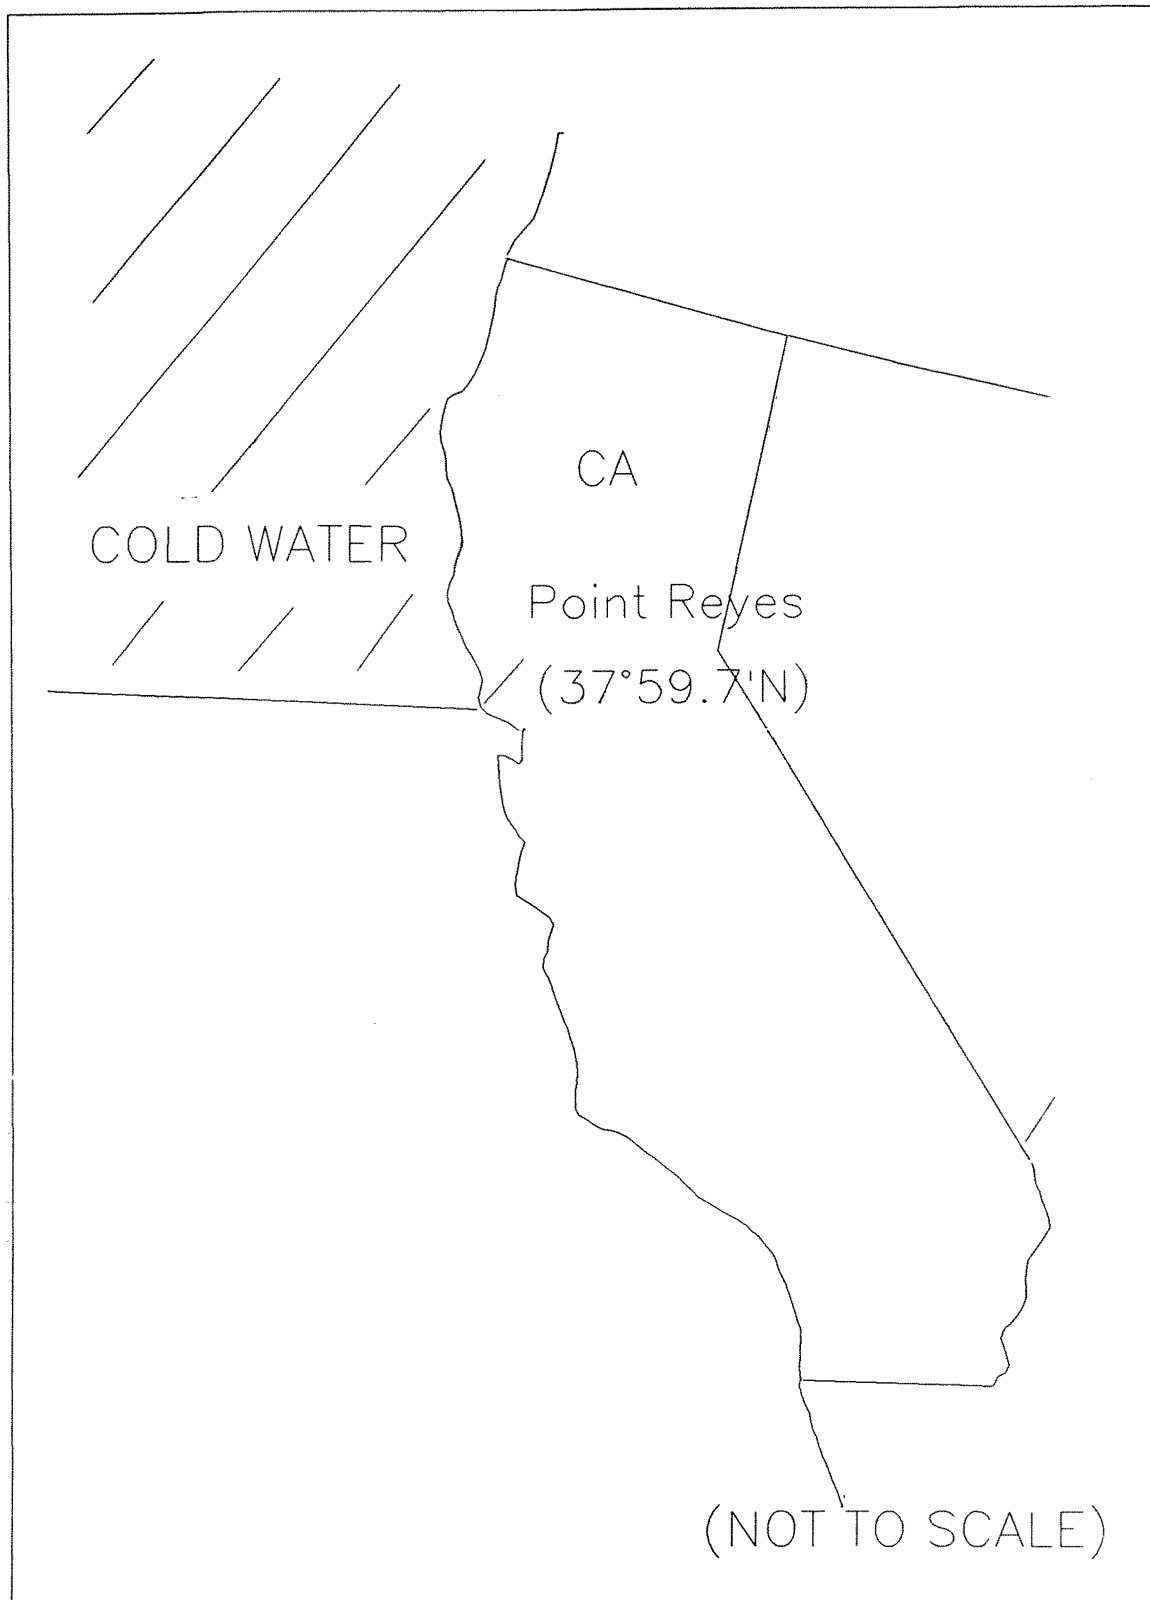 CA
COLD WATER
Point Reyes
(37°59.7'N)
(NOT TO SCALE)